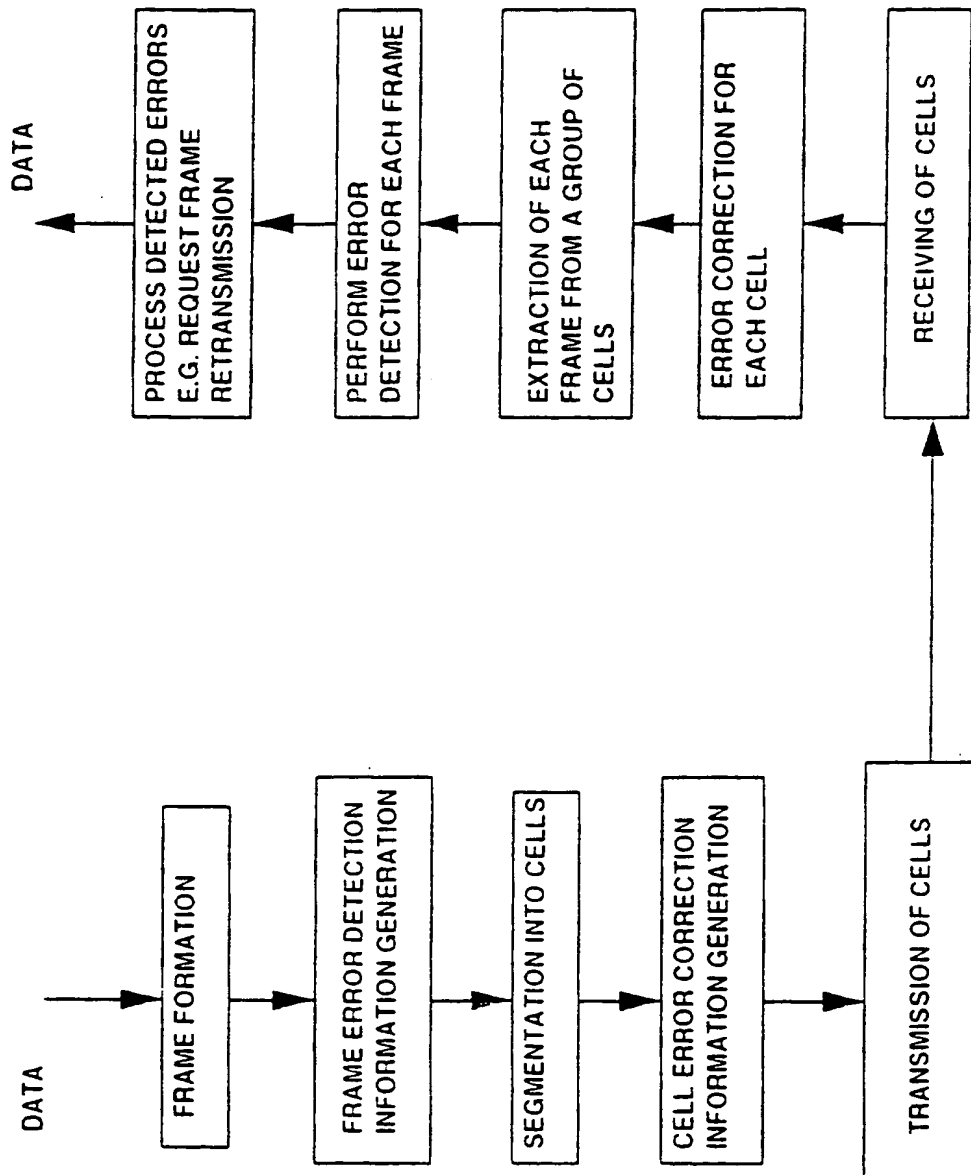 DATA
FRAME FORMATION
FRAME ERROR DETECTION
INFORMATION GENERATION
SEGMENTATION INTO CELLS
CELL ERROR CORRECTION
INFORMATION GENERATION
TRANSMISSION OF CELLS
RECEIVING OF CELLS
ERROR CORRECTION FOR
EACH CELL
EXTRACTION OF EACH
FRAME FROM A GROUP OF
CELLS
PERFORM ERROR
DETECTION FOR EACH FRAME
PROCESS DETECTED ERRORS
E.G. REQUEST FRAME
RETRANSMISSION
DATA